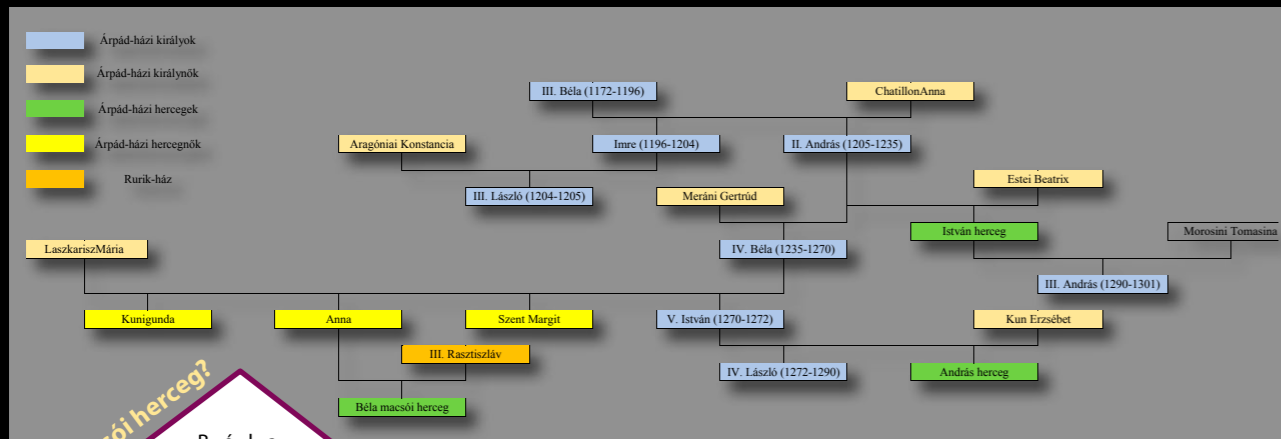 Árpád-házi királyok
Árpád-házi királynők
Árpád-házi hercegek
Árpád-házi hercegnők
Rurik-ház
III. Béla (1172-1196)
ChatillonAnna
Aragóniai Konstancia
Imre (1196-1204)
II. András (1205-1235)
III. László (1204-1205)
Meráni Gertrúd
Estei Beatrix
LaszkariszMária
IV. Béla (1235-1270)
István herceg
Morosini Tomasina
III. András (1290-1301)
Kunigunda
Anna
Szent Margit
V. István (1270-1272)
Kun Erzsébet
III. Rasztiszláv
IV. László (1272-1290)
András herceg
Béla macsói herceg
herceg?